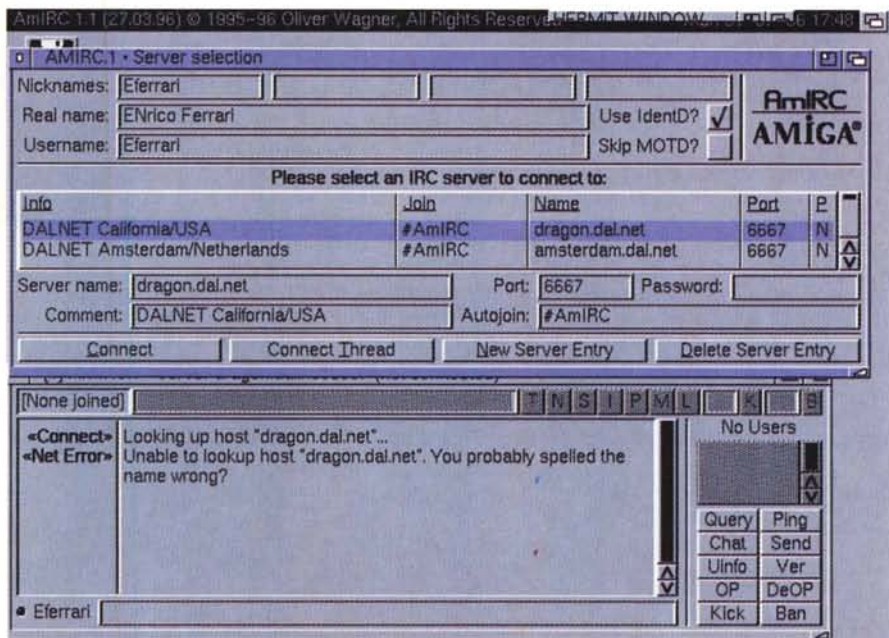 AmIRC 1.1 (27.03.96) © 1995-96 Oliver Wagner, All Rights Reserved HERMIT WINDOW 17:48
AMIRC.1 • Server selection
Nicknames: Eferrari
Real name: ENrico Ferrari Use IdentD? √
Username: Eferrari Skip MOTD?
AmIRC
AMIGA®
Please select an IRC server to connect to:
Info Join Name Port P
DALNET California/USA #AmIRC dragon.dal.net 6667 N
DALNET Amsterdam/Netherlands #AmIRC amsterdam.dal.net 6667 N
Server name: dragon.dal.net Port: 6667 Password:
Comment: DALNET California/USA Autojoin: #AmIRC
Connect Connect Thread New Server Entry Delete Server Entry
[None joined] T N S I P M L K B
«Connect» Looking up host "dragon.dal.net"...
«Net Error» Unable to lookup host "dragon.dal.net". You probably spelled the
name wrong?
No Users
Query Ping
Chat Send
Uinfo Ver
OP DeOP
Kick Ban
Eferrari